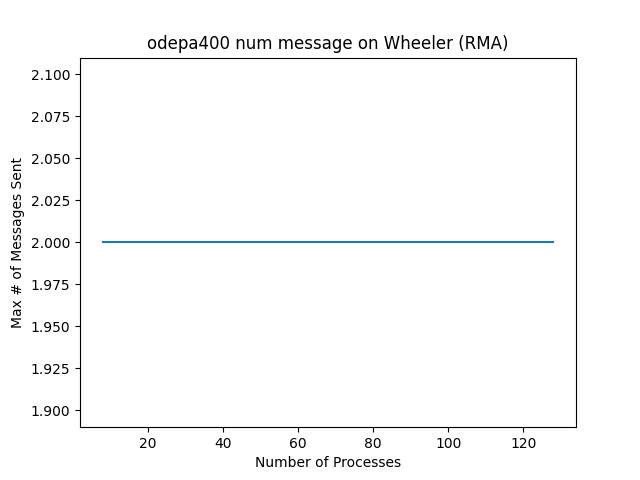 odepa400 num message on Wheeler (RMA)
2.100
2.075
2.050
2.025
2.000
1.975
1.950
1.925
1.900
Max # of Messages Sent
20 40 60 80 100 120
Number of Processes